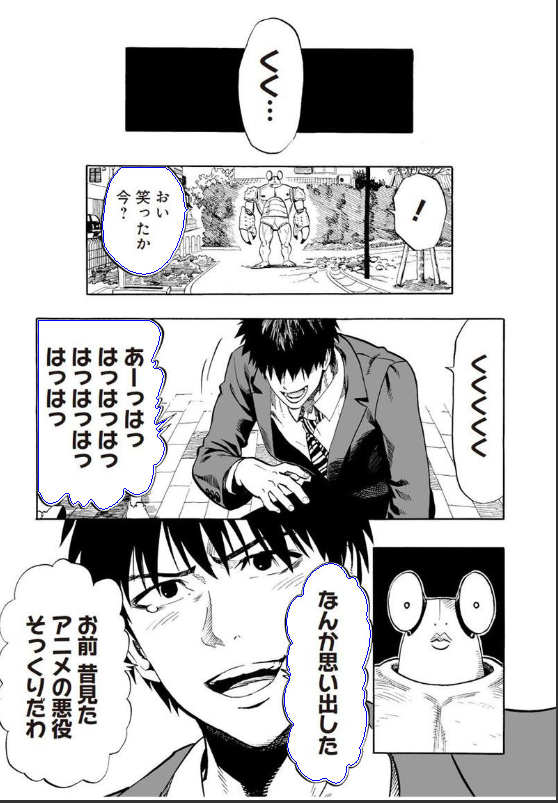 くく…
！
おい
笑ったか
今？
くくくくくく
あーっはっ
はっはっはっ
はっはっはっ
はっはっ
なんか思い出した
お前 昔見た
アニメの悪役
そっくりだわ